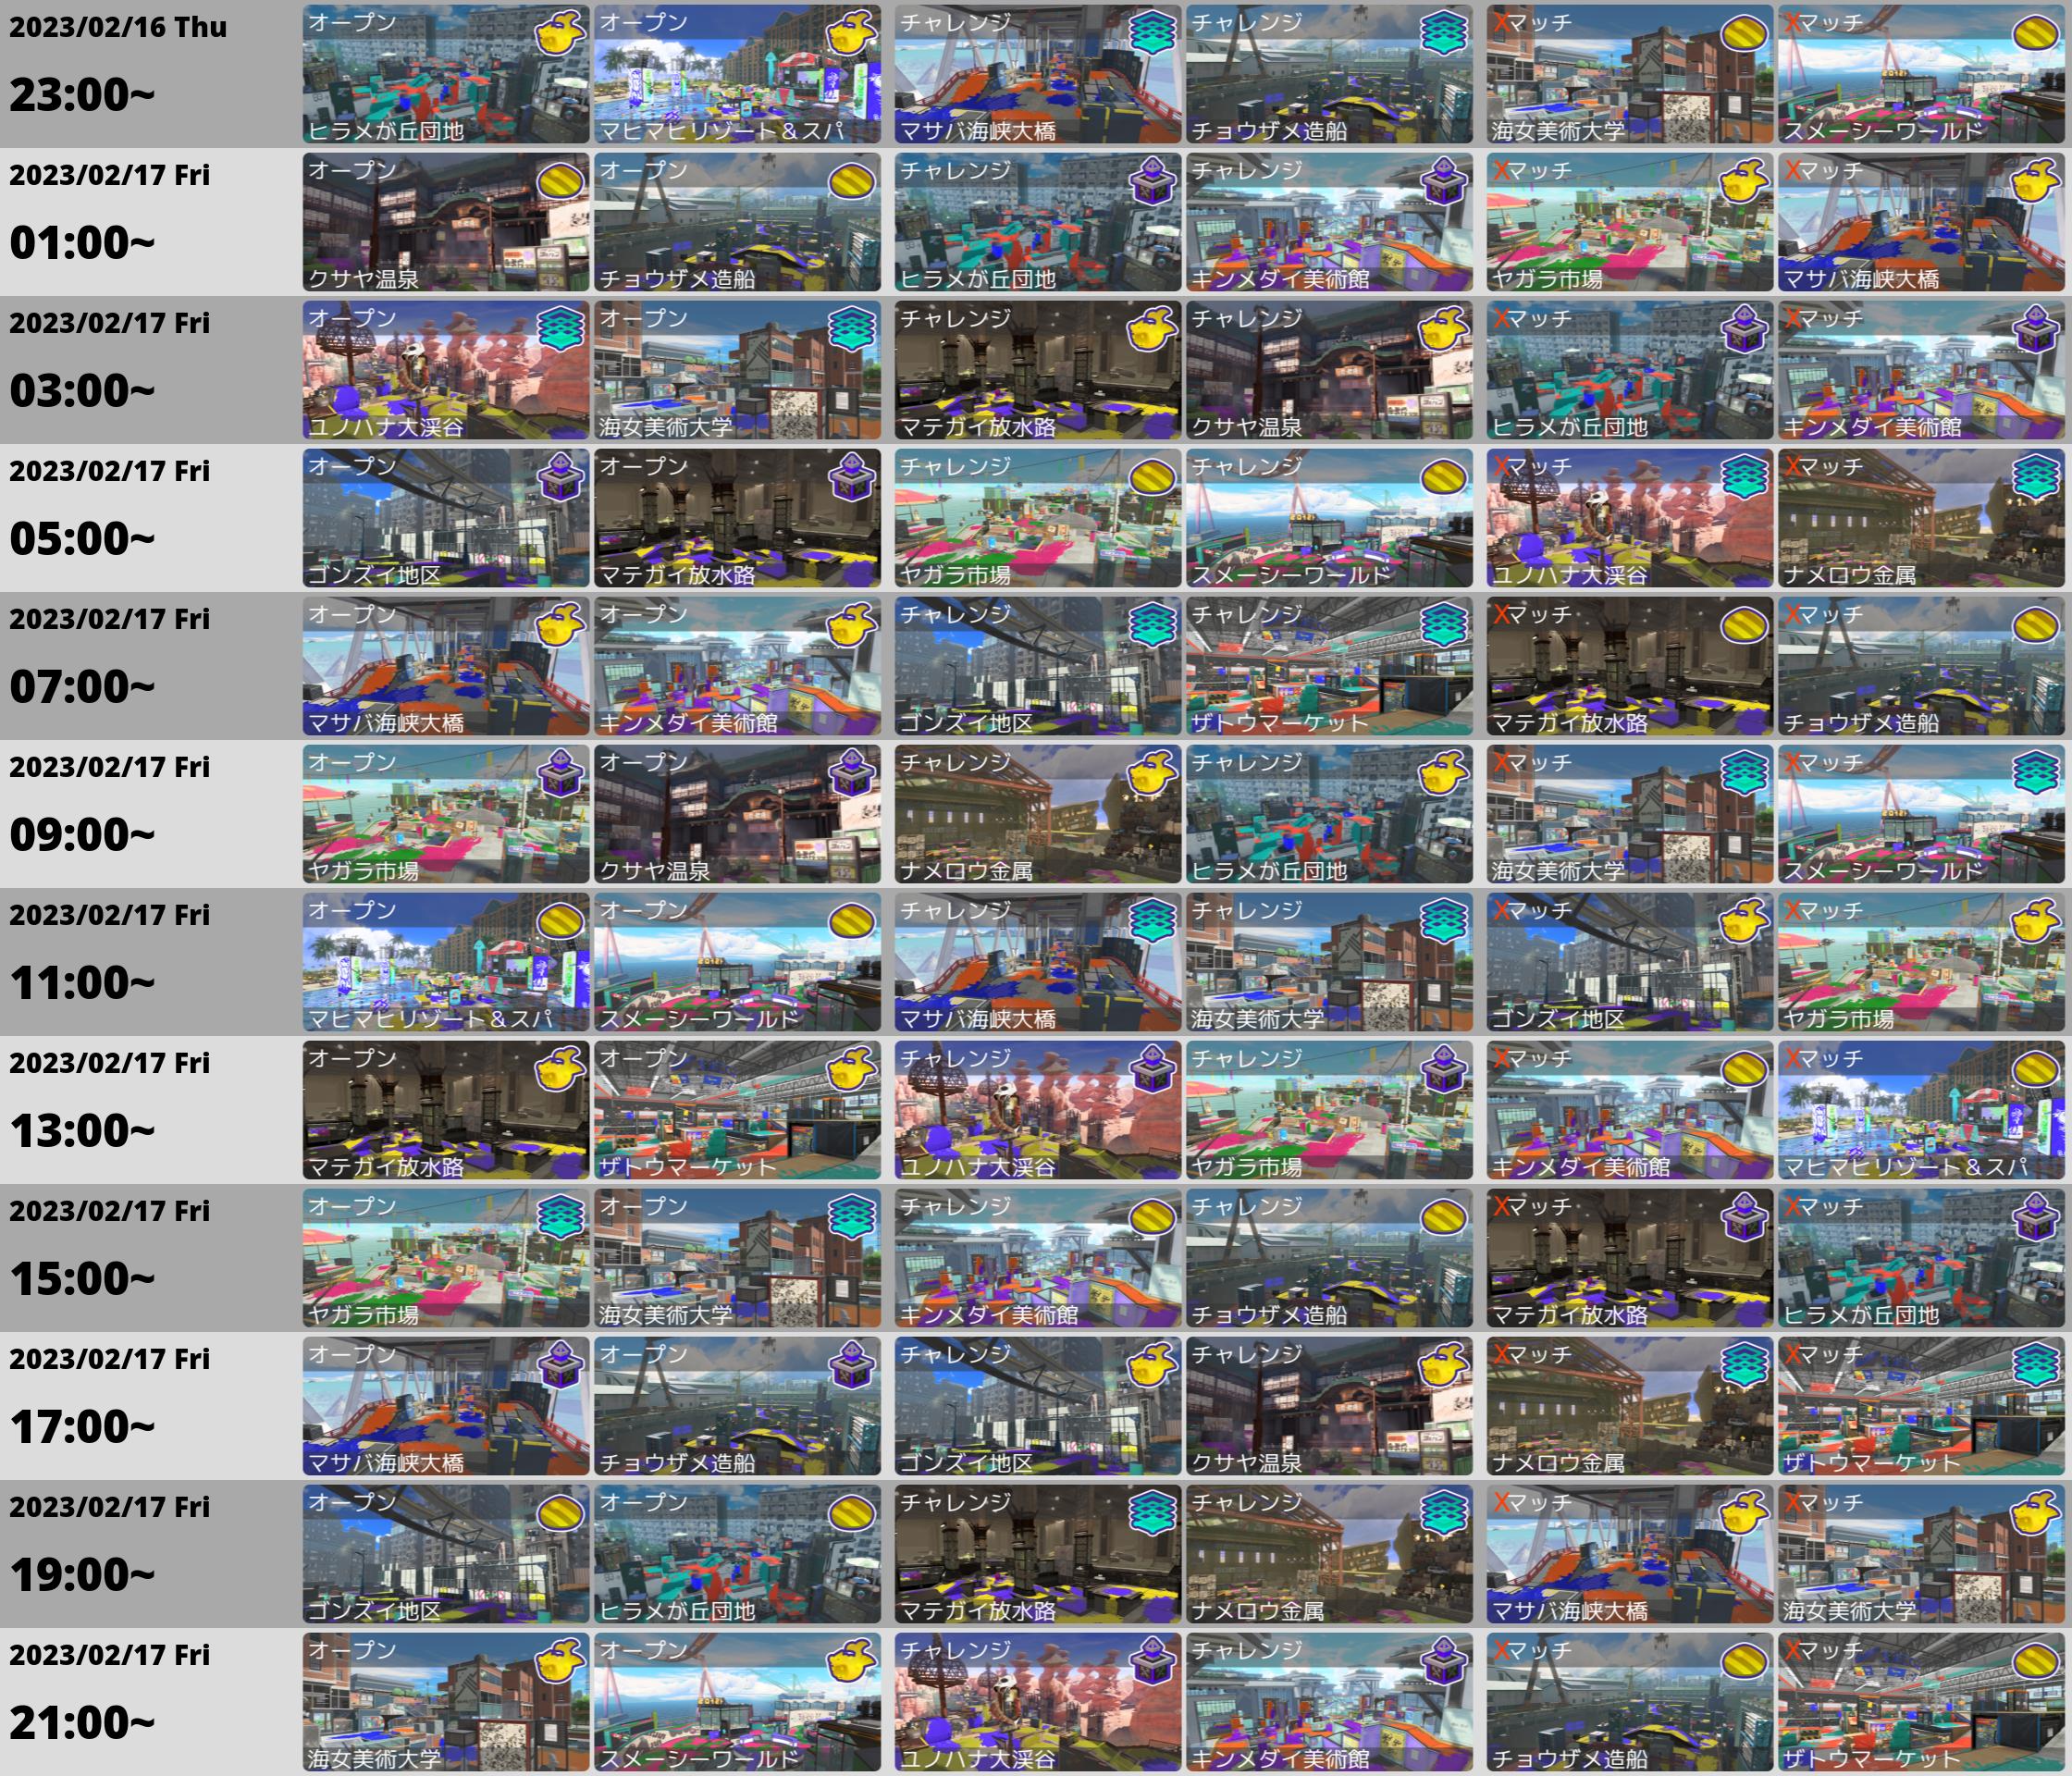 2023/02/16 Thu
23:00~
オープン オープン チャレンジ チャレンジ Xマッチ Xマッチ
ヒラメが丘団地 マヒマヒリゾート＆スパ マサバ海峡大橋 チョウザメ造船 海女美術大学 スメーシーワールド
2023/02/17 Fri
01:00~
オープン オープン チャレンジ チャレンジ Xマッチ Xマッチ
クサヤ温泉 チョウザメ造船 ヒラメが丘団地 キンメダイ美術館 ヤガラ市場 マサバ海峡大橋
2023/02/17 Fri
03:00~
オープン オープン チャレンジ チャレンジ Xマッチ Xマッチ
ユノハナ大渓谷 海女美術大学 マテガイ放水路 クサヤ温泉 ヒラメが丘団地 キンメダイ美術館
2023/02/17 Fri
05:00~
オープン オープン チャレンジ チャレンジ Xマッチ Xマッチ
ゴンズイ地区 マテガイ放水路 ヤガラ市場 スメーシーワールド ユノハナ大渓谷 ナメロウ金属
2023/02/17 Fri
07:00~
オープン オープン チャレンジ チャレンジ Xマッチ Xマッチ
マサバ海峡大橋 キンメダイ美術館 ゴンズイ地区 ザトウマーケット マテガイ放水路 チョウザメ造船
2023/02/17 Fri
09:00~
オープン オープン チャレンジ チャレンジ Xマッチ Xマッチ
ヤガラ市場 クサヤ温泉 ナメロウ金属 ヒラメが丘団地 海女美術大学 スメーシーワールド
2023/02/17 Fri
11:00~
オープン オープン チャレンジ チャレンジ Xマッチ Xマッチ
マヒマヒリゾート＆スパ スメーシーワールド マサバ海峡大橋 海女美術大学 ゴンズイ地区 ヤガラ市場
2023/02/17 Fri
13:00~
オープン オープン チャレンジ チャレンジ Xマッチ Xマッチ
マテガイ放水路 ザトウマーケット ユノハナ大渓谷 ヤガラ市場 キンメダイ美術館 マヒマヒリゾート＆スパ
2023/02/17 Fri
15:00~
オープン オープン チャレンジ チャレンジ Xマッチ Xマッチ
ヤガラ市場 海女美術大学 キンメダイ美術館 チョウザメ造船 マテガイ放水路 ヒラメが丘団地
2023/02/17 Fri
17:00~
オープン オープン チャレンジ チャレンジ Xマッチ Xマッチ
マサバ海峡大橋 チョウザメ造船 ゴンズイ地区 クサヤ温泉 ナメロウ金属 ザトウマーケット
2023/02/17 Fri
19:00~
オープン オープン チャレンジ チャレンジ Xマッチ Xマッチ
ゴンズイ地区 ヒラメが丘団地 マテガイ放水路 ナメロウ金属 マサバ海峡大橋 海女美術大学
2023/02/17 Fri
21:00~
オープン オープン チャレンジ チャレンジ Xマッチ Xマッチ
海女美術大学 スメーシーワールド ユノハナ大渓谷 キンメダイ美術館 チョウザメ造船 ザトウマーケット